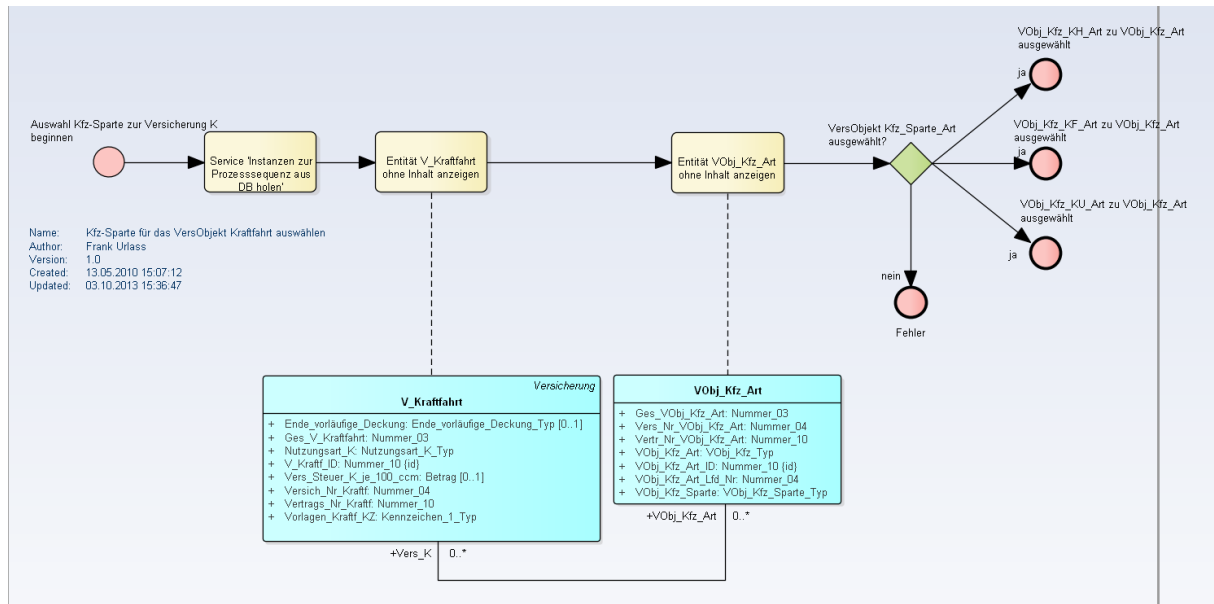 VObj_Kfz_KH_Art zu VObj_Kfz_Art
ausgewählt
ja
Auswahl Kfz-Sparte zur Versicherung K
beginnen
Service 'Instanzen zur
Prozesssequenz aus
DB holen'
Entität V_Kraftfahrt
ohne Inhalt anzeigen
Entität VObj_Kfz_Art
ohne Inhalt anzeigen
VersObjekt Kfz_Sparte_Art
ausgewählt?
VObj_Kfz_KF_Art zu VObj_Kfz_Art
ausgewählt
ja
VObj_Kfz_KU_Art zu VObj_Kfz_Art
ausgewählt
ja
nein
Fehler
Name: Kfz-Sparte für das VersObjekt Kraftfahrt auswählen
Author: Frank Urlass
Version: 1.0
Created: 13.05.2010 15:07:12
Updated: 03.10.2013 15:36:47
Versicherung
V_Kraftfahrt
+ Ende_vorläufige_Deckung: Ende_vorläufige_Deckung_Typ [0..1]
+ Ges_V_Kraftfahrt: Nummer_03
+ Nutzungsart_K: Nutzungsart_K_Typ
+ V_Kraftf_ID: Nummer_10 {id}
+ Vers_Steuer_K_je_100_ccm: Betrag [0..1]
+ Versich_Nr_Kraftf: Nummer_04
+ Vertrags_Nr_Kraftf: Nummer_10
+ Vorlagen_Kraftf_KZ: Kennzeichen_1_Typ
VObj_Kfz_Art
+ Ges_VObj_Kfz_Art: Nummer_03
+ Vers_Nr_VObj_Kfz_Art: Nummer_04
+ Vertr_Nr_VObj_Kfz_Art: Nummer_10
+ VObj_Kfz_Art: VObj_Kfz_Typ
+ VObj_Kfz_Art_ID: Nummer_10 {id}
+ VObj_Kfz_Art_Lfd_Nr: Nummer_04
+ VObj_Kfz_Sparte: VObj_Kfz_Sparte_Typ
+VObj_Kfz_Art 0..*
+Vers_K 0..*